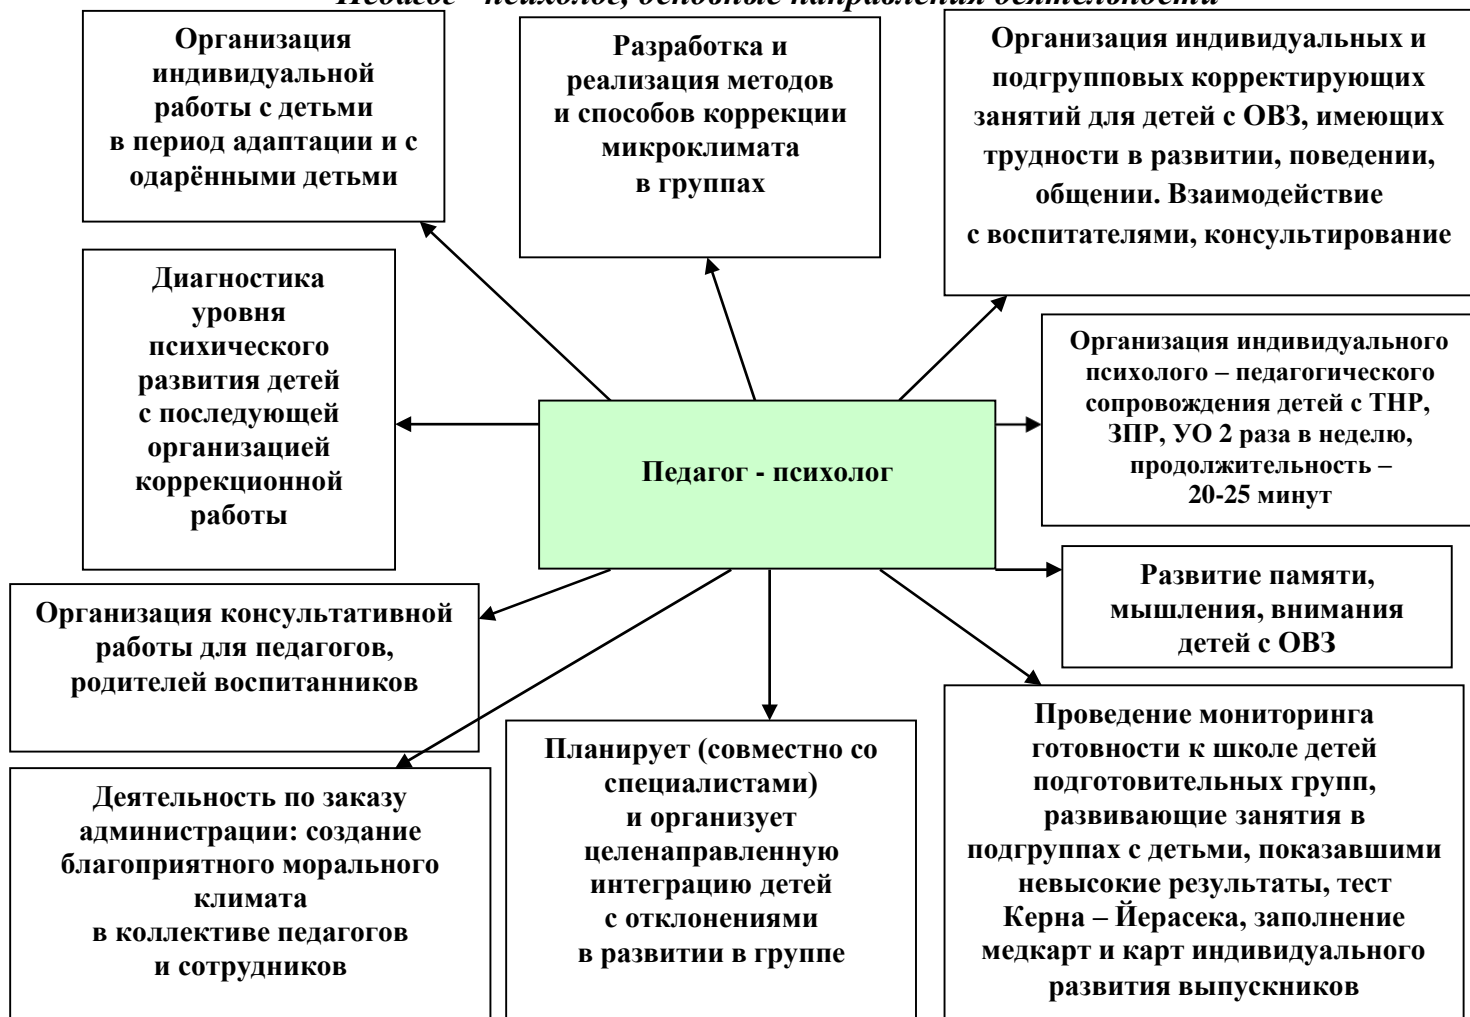 Педагог - психолог, основные направления деятельности
Организация
индивидуальной
работы с детьми
в период адаптации и с
одарёнными детьми
Разработка и
реализация методов
и способов коррекции
микроклимата
в группах
Организация индивидуальных и
подгрупповых корректирующих
занятий для детей с ОВЗ, имеющих
трудности в развитии, поведении,
общении. Взаимодействие
с воспитателями, консультирование
Диагностика
уровня
психического
развития детей
с последующей
организацией
коррекционной
работы
Организация индивидуального
психолого – педагогического
сопровождения детей с ТНР,
ЗПР, УО 2 раза в неделю,
продолжительность –
20-25 минут
Педагог - психолог
Развитие памяти,
мышления, внимания
детей с ОВЗ
Организация консультативной
работы для педагогов,
родителей воспитанников
Деятельность по заказу
администрации: создание
благоприятного морального
климата
в коллективе педагогов
и сотрудников
Планирует (совместно со
специалистами)
и организует
целенаправленную
интеграцию детей
с отклонениями
в развитии в группе
Проведение мониторинга
готовности к школе детей
подготовительных групп,
развивающие занятия в
подгруппах с детьми, показавшими
невысокие результаты, тест
Керна – Йерасека, заполнение
медкарт и карт индивидуального
развития выпускников